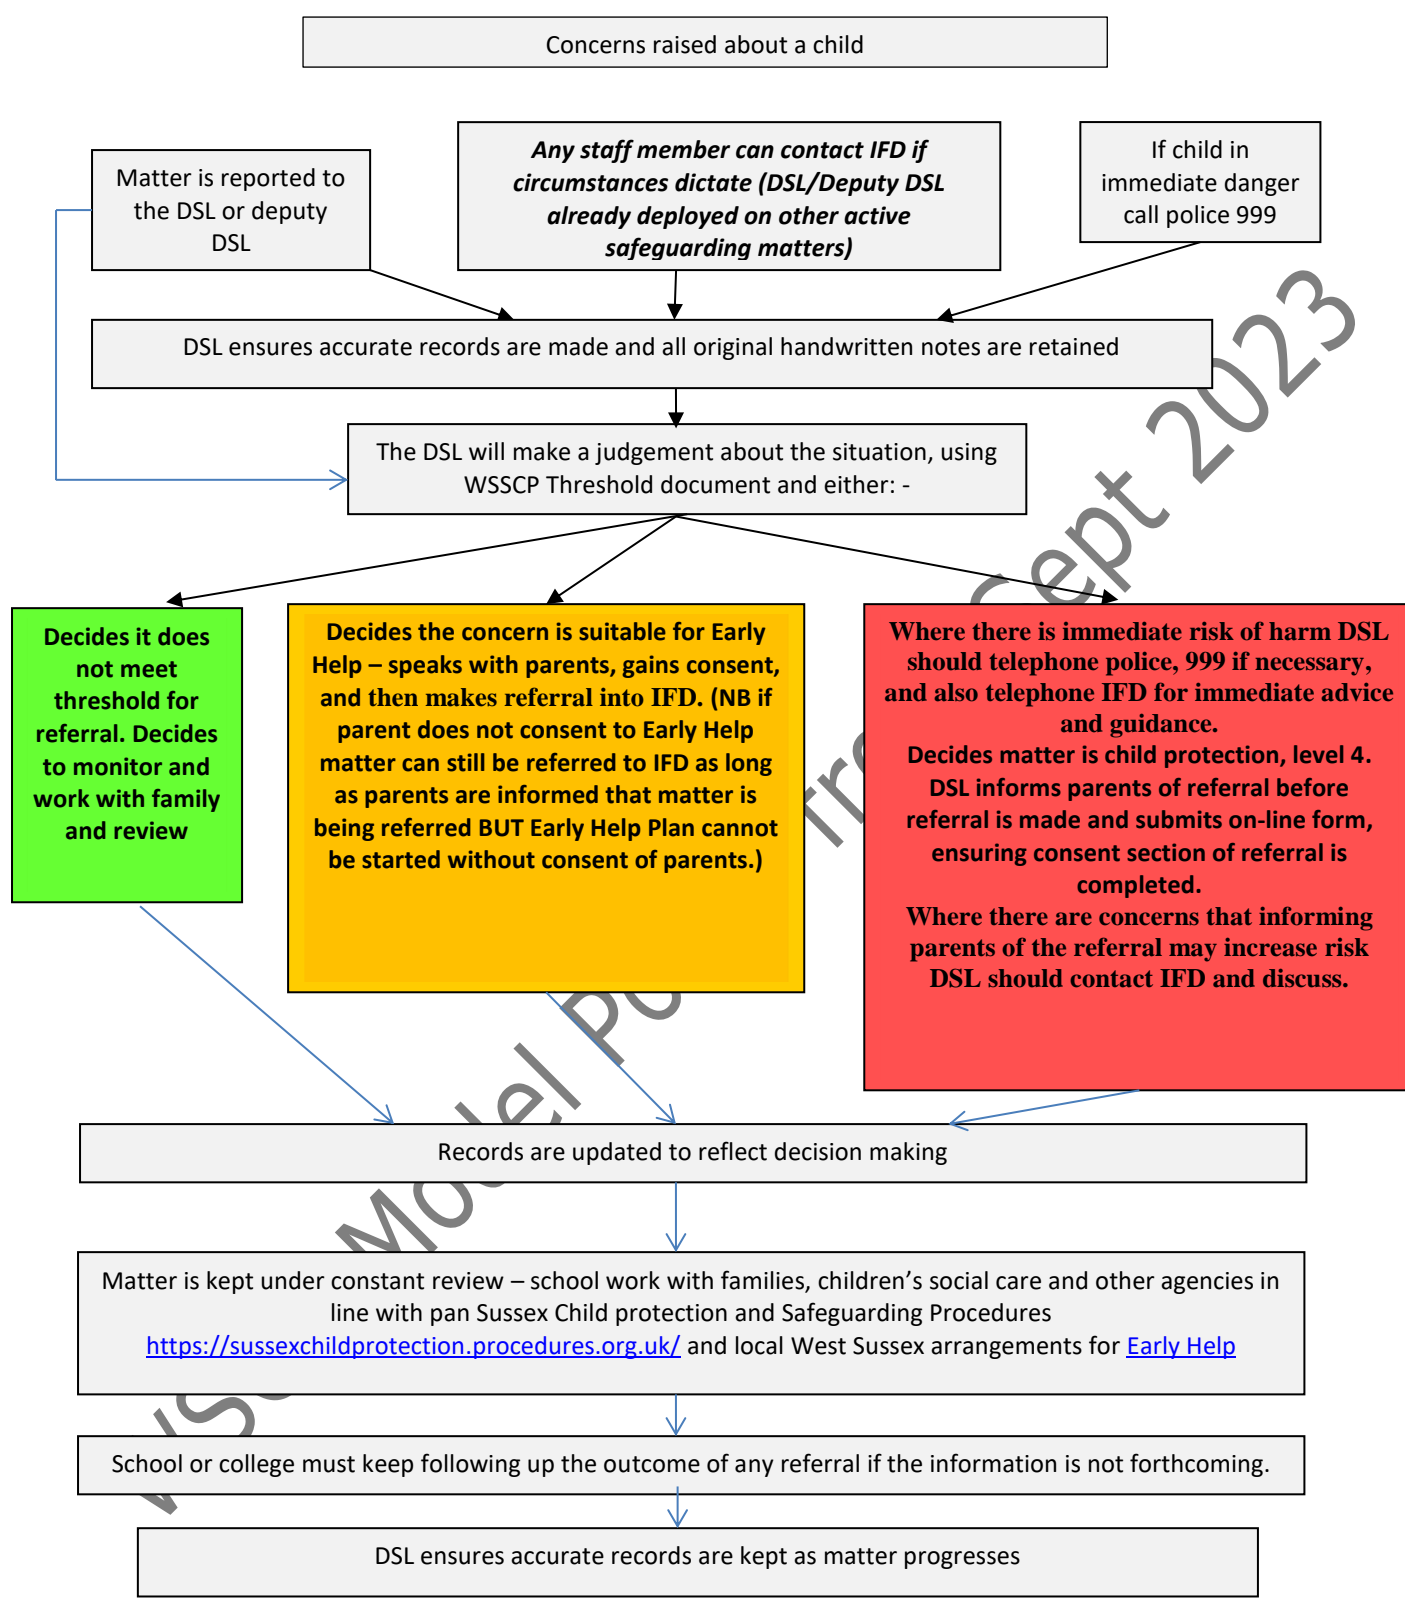 Concerns raised about a child
Matter is reported to
the DSL or deputy
DSL
Any staff member can contact IFD if
circumstances dictate (DSL/Deputy DSL
already deployed on other active
safeguarding matters)
If child in
immediate danger
call police 999
DSL ensures accurate records are made and all original handwritten notes are retained
The DSL will make a judgement about the situation, using
WSSCP Threshold document and either: -
Decides it does
not meet
threshold for
referral. Decides
to monitor and
work with family
and review
Decides the concern is suitable for Early
Help – speaks with parents, gains consent,
and then makes referral into IFD. (NB if
parent does not consent to Early Help
matter can still be referred to IFD as long
as parents are informed that matter is
being referred BUT Early Help Plan cannot
be started without consent of parents.)
Where there is immediate risk of harm DSL
should telephone police, 999 if necessary,
and also telephone IFD for immediate advice
and guidance.
Decides matter is child protection, level 4.
DSL informs parents of referral before
referral is made and submits on-line form,
ensuring consent section of referral is
completed.
Where there are concerns that informing
parents of the referral may increase risk
DSL should contact IFD and discuss.
Records are updated to reflect decision making
Matter is kept under constant review – school work with families, children’s social care and other agencies in
line with pan Sussex Child protection and Safeguarding Procedures
https://sussexchildprotection.procedures.org.uk/ and local West Sussex arrangements for Early Help
School or college must keep following up the outcome of any referral if the information is not forthcoming.
DSL ensures accurate records are kept as matter progresses
Model Sept 2023